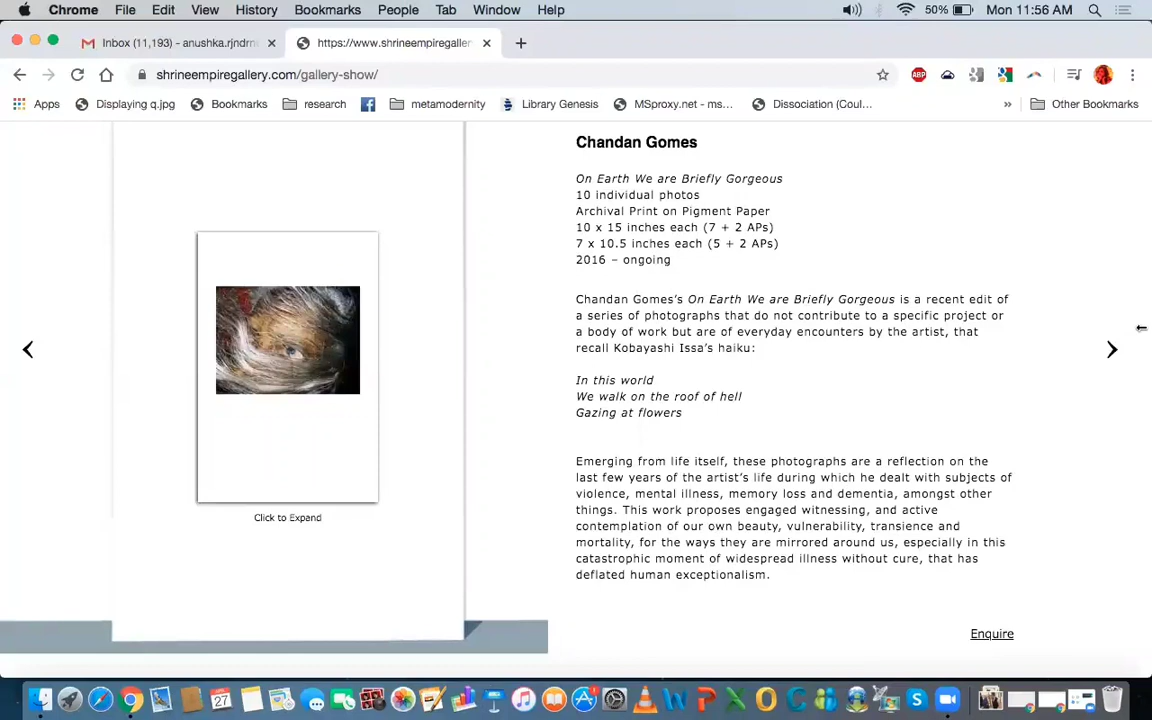 Chrome File Edit View History Bookmarks People Tab Window Help 50% Mon 11:56 AM
Inbox (11,193) - anushka.rjndrn https://www.shrineempiregaller
shrineempiregallery.com/gallery-show/
Apps Displaying q.jpg Bookmarks research metamodernity Library Genesis MSproxy.net - ms... Dissociation (Coul... » Other Bookmarks
Chandan Gomes
On Earth We are Briefly Gorgeous
10 individual photos
Archival Print on Pigment Paper
10 x 15 inches each (7 + 2 APs)
7 x 10.5 inches each (5 + 2 APs)
2016 – ongoing
Chandan Gomes's On Earth We are Briefly Gorgeous is a recent edit of
a series of photographs that do not contribute to a specific project or
a body of work but are of everyday encounters by the artist, that
recall Kobayashi Issa's haiku:
In this world
We walk on the roof of hell
Gazing at flowers
Emerging from life itself, these photographs are a reflection on the
last few years of the artist's life during which he dealt with subjects of
violence, mental illness, memory loss and dementia, amongst other
things. This work proposes engaged witnessing, and active
contemplation of our own beauty, vulnerability, transience and
mortality, for the ways they are mirrored around us, especially in this
catastrophic moment of widespread illness without cure, that has
deflated human exceptionalism.
Click to Expand
Enquire